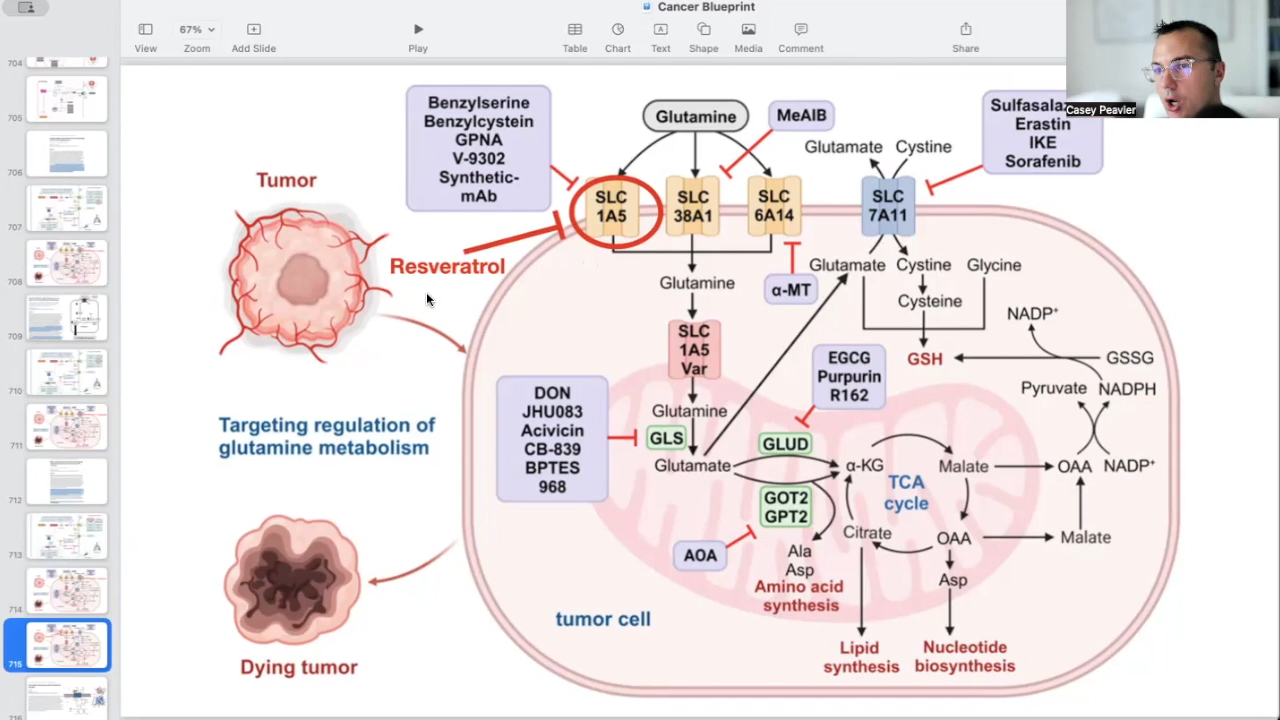 Cancer Blueprint
67%
View
Zoom
Add Slide
Play
Table
Chart
Text
Shape
Media
Comment
Share
Casey Peavier
704
705
706
707
708
709
710
711
712
713
714
715
Benzylserine
Benzylcystein
GPNA
V-9302
Synthetic-
mAb
Glutamine
MeAIB
Glutamate
Cystine
Sulfasala
Erastin
IKE
Sorafenib
Tumor
SLC
1A5
SLC
38A1
SLC
6A14
SLC
7A11
Resveratrol
Glutamine
α-MT
Glutamate
Cystine
Glycine
Cysteine
NADP+
SLC
1A5
Var
GSH
GSSG
EGCG
Purpurin
R162
Pyruvate
NADPH
Targeting regulation of
glutamine metabolism
DON
JHU083
Acivicin
CB-839
BPTES
968
Glutamine
GLS
Glutamate
GLUD
α-KG
Malate
OAA
NADP+
TCA
cycle
GOT2
GPT2
Citrate
OAA
Malate
AOA
Ala
Asp
Amino acid
synthesis
Asp
tumor cell
Lipid
synthesis
Nucleotide
biosynthesis
Dying tumor